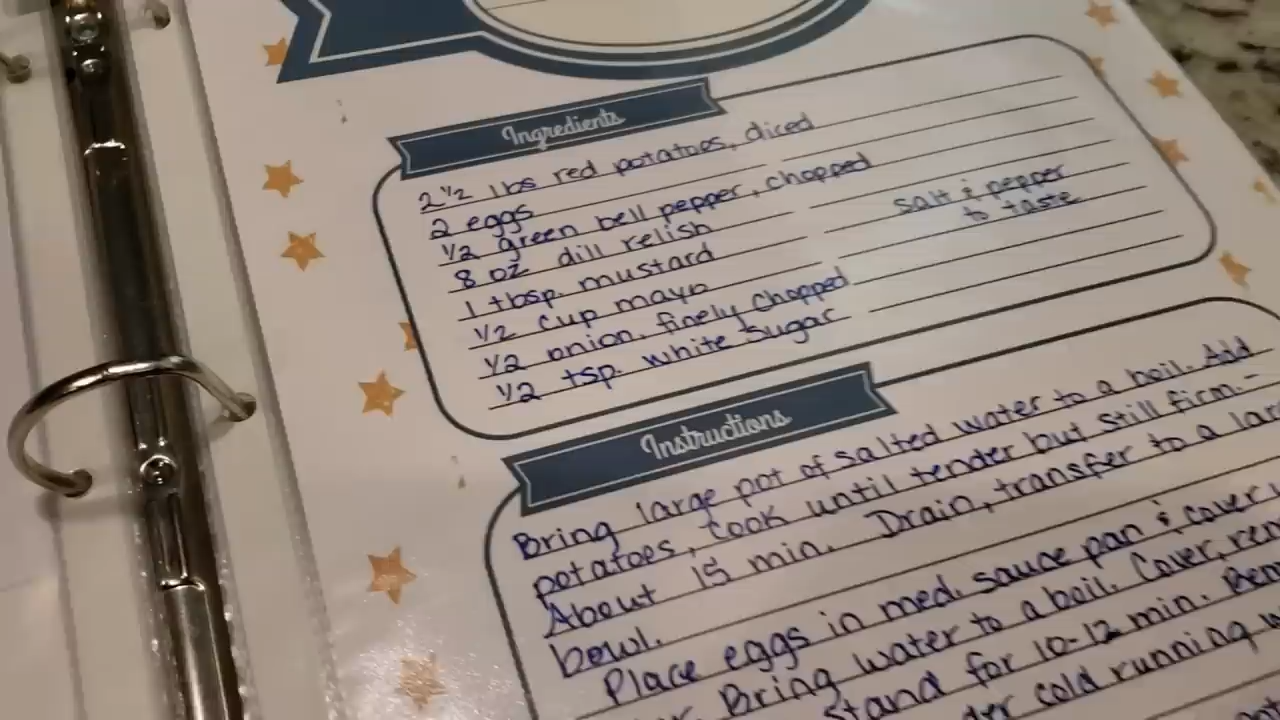 Ingredients
2 1/2 lbs red potatoes, diced
2 eggs
1/2 green bell pepper, chopped
8 oz dill relish
1 tbsp. mustard
1/2 cup mayo
1/2 onion, finely chopped
1/2 tsp. white sugar
salt & pepper
to taste
Instructions
Bring large pot of salted water to a boil. Add
potatoes, cook until tender but still firm.-
About 15 min. Drain, transfer to a
bowl.
Place eggs in med. sauce pan & cover
Bring water to a boil. Cover,
stand for 10-12 min.
cold running